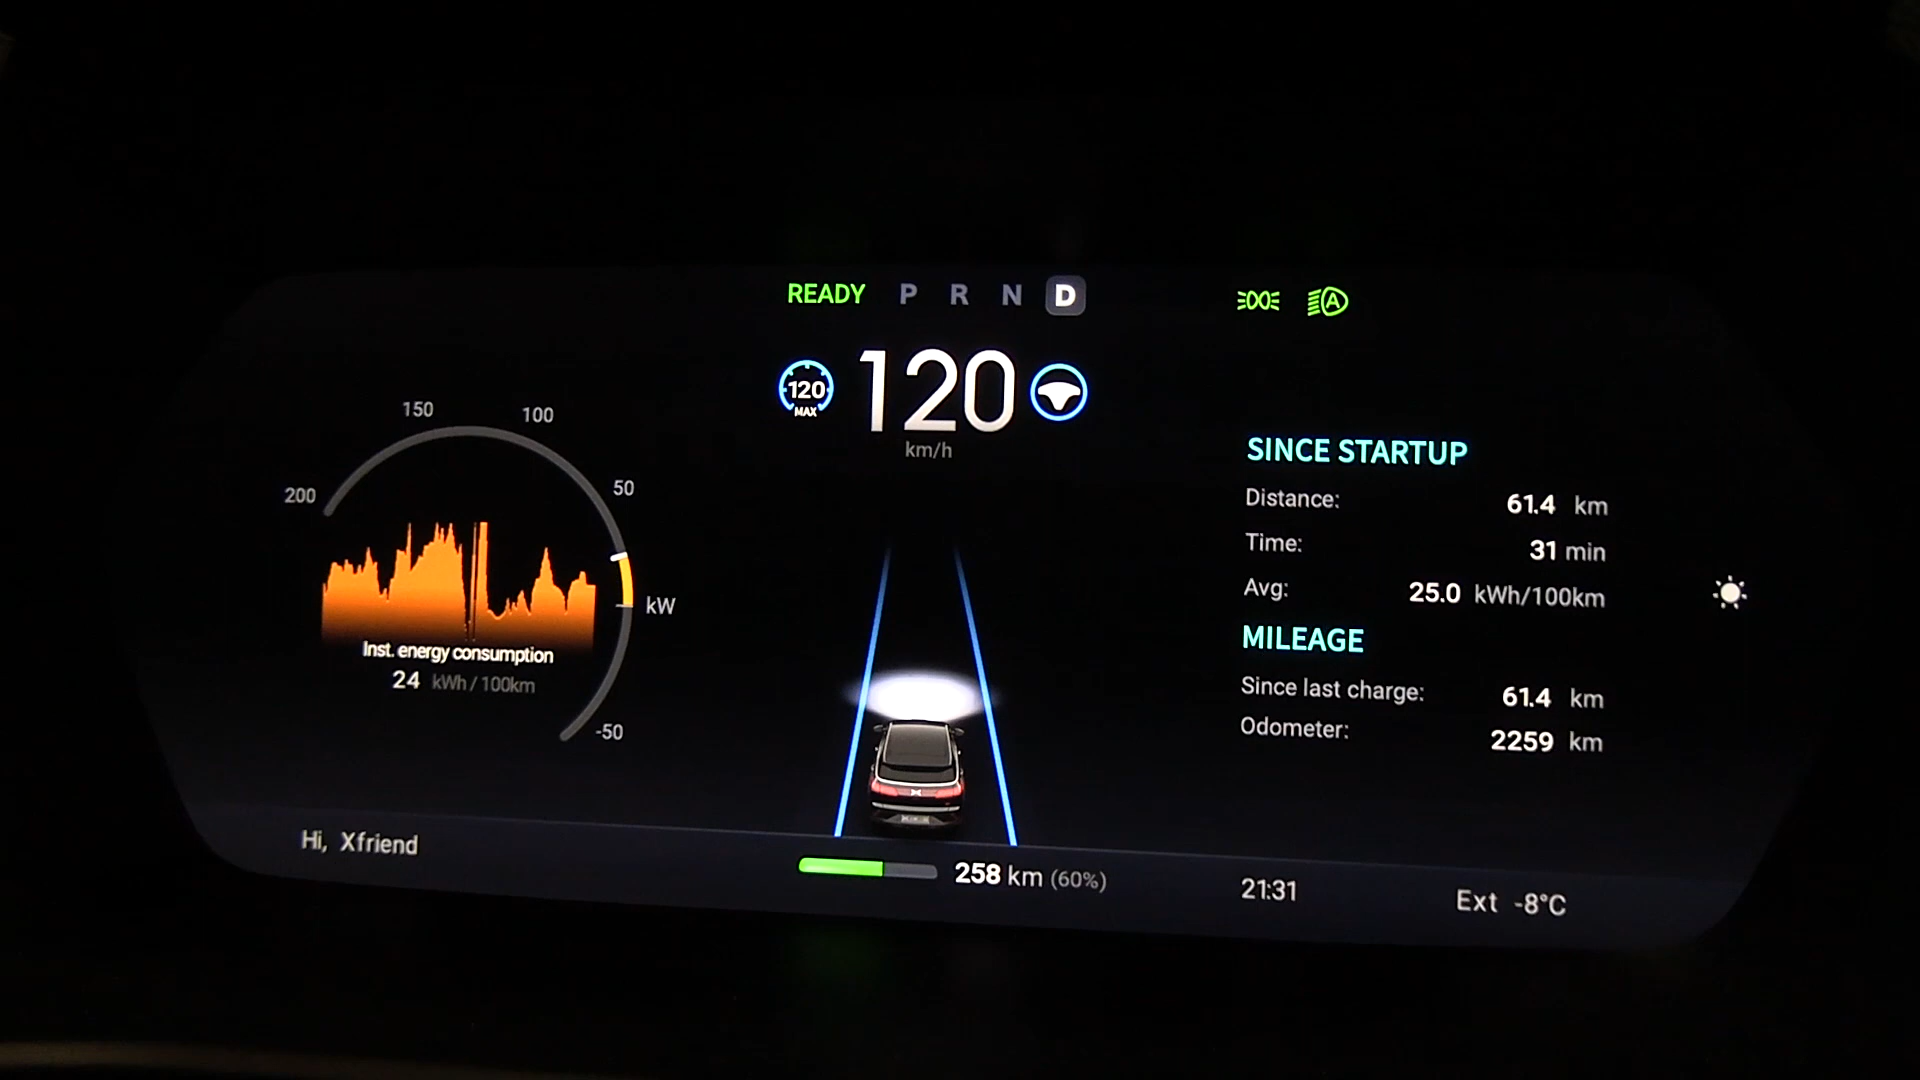 READY P R N D
120 MAX 120
km/h
200 150 100 50 kW -50
Inst. energy consumption
24 kWh / 100km
SINCE STARTUP
Distance: 61.4 km
Time: 31 min
Avg: 25.0 kWh/100km
MILEAGE
Since last charge: 61.4 km
Odometer: 2259 km
Hi, Xfriend
258 km (60%)
21:31
Ext -8°C
A